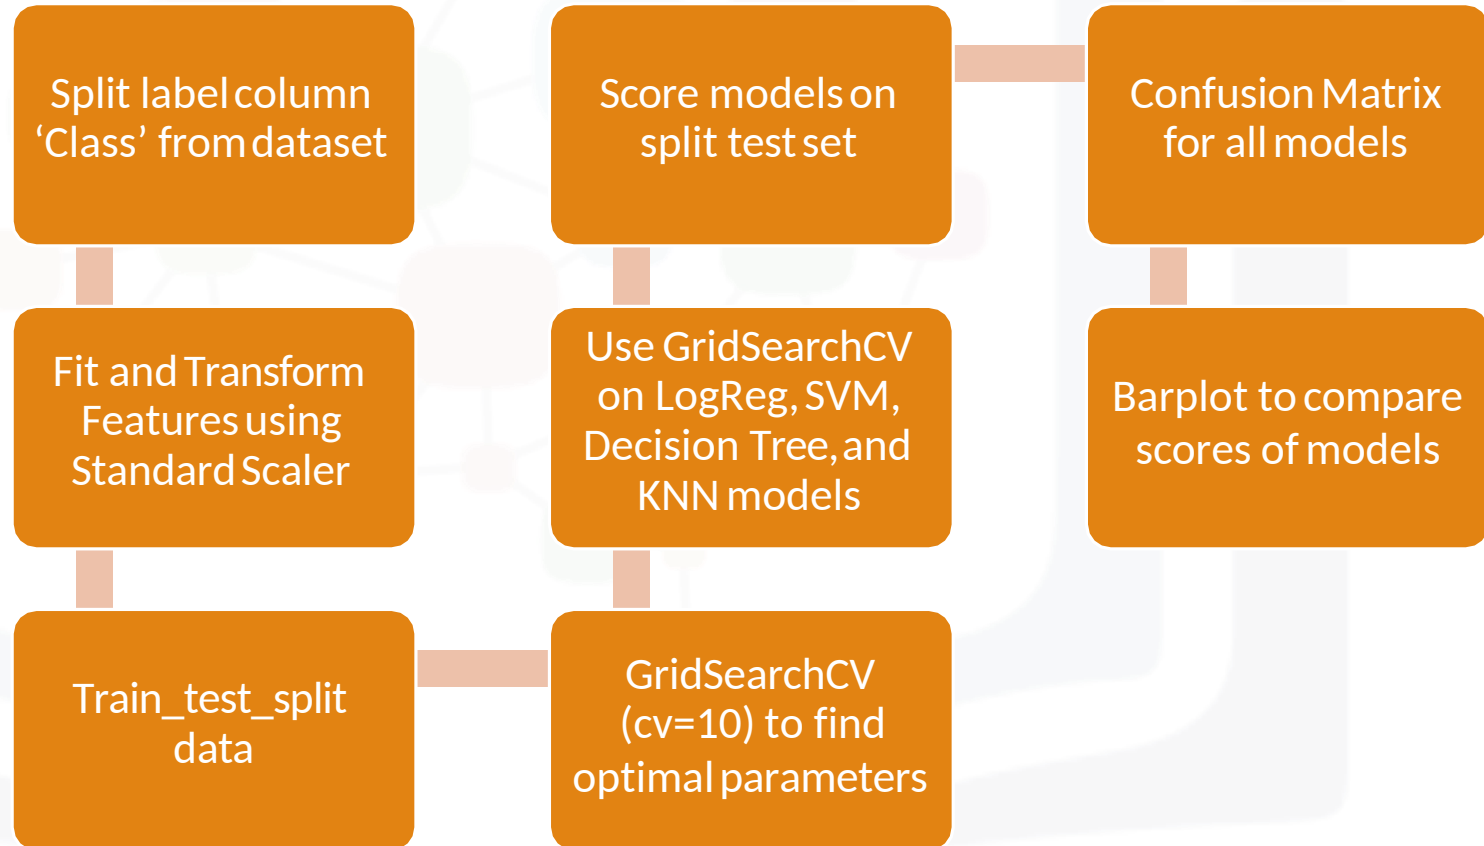 Split label column
‘Class’ from dataset
Fit and Transform
Features using
Standard Scaler
Train_test_split
data
GridSearchCV
(cv=10) to find
optimal parameters
Use GridSearchCV
on LogReg, SVM,
Decision Tree, and
KNN models
Score models on
split test set
Confusion Matrix
for all models
Barplot to compare
scores of models